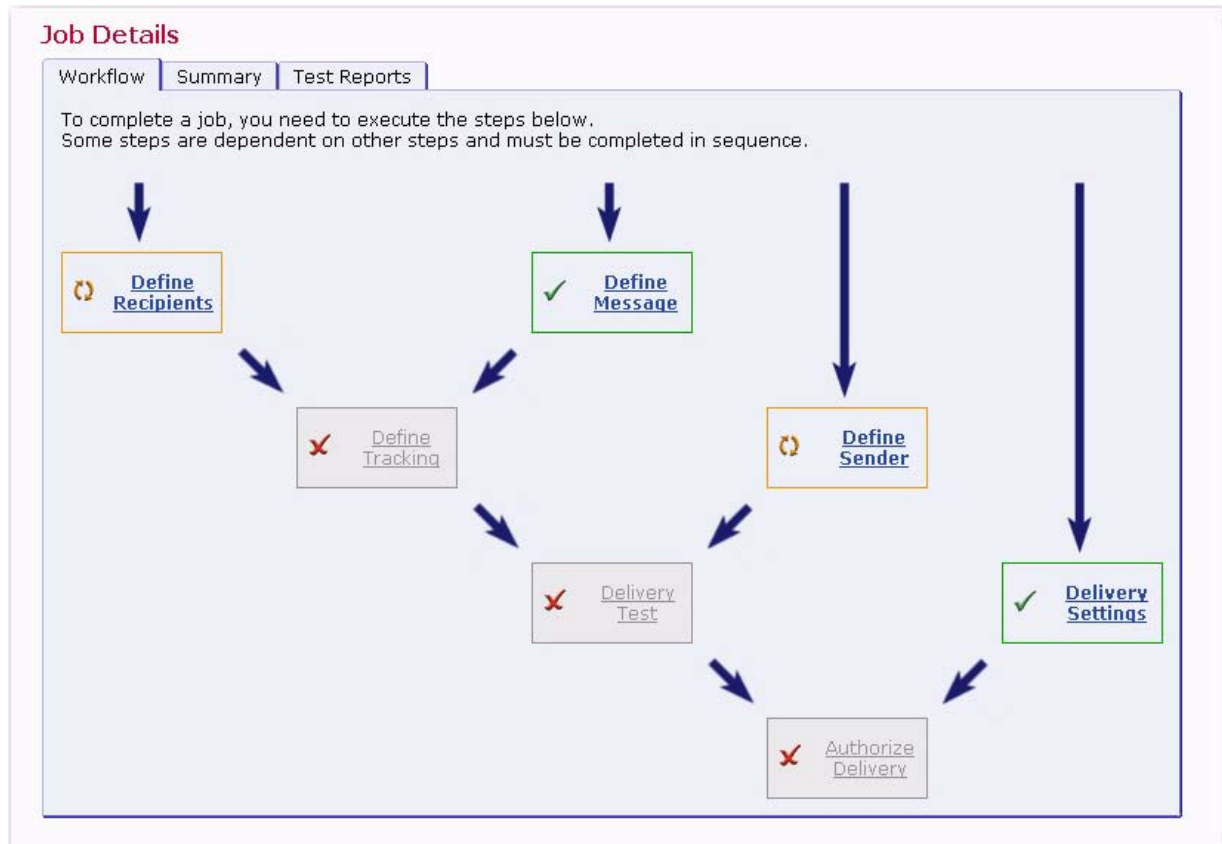 Job Details
Workflow
Summary
Test Reports
To complete a job, you need to execute the steps below.
Some steps are dependent on other steps and must be completed in sequence.
Define
Recipients
Define
Message
Define
Tracking
Define
Sender
Delivery
Test
Delivery
Settings
Authorize
Delivery